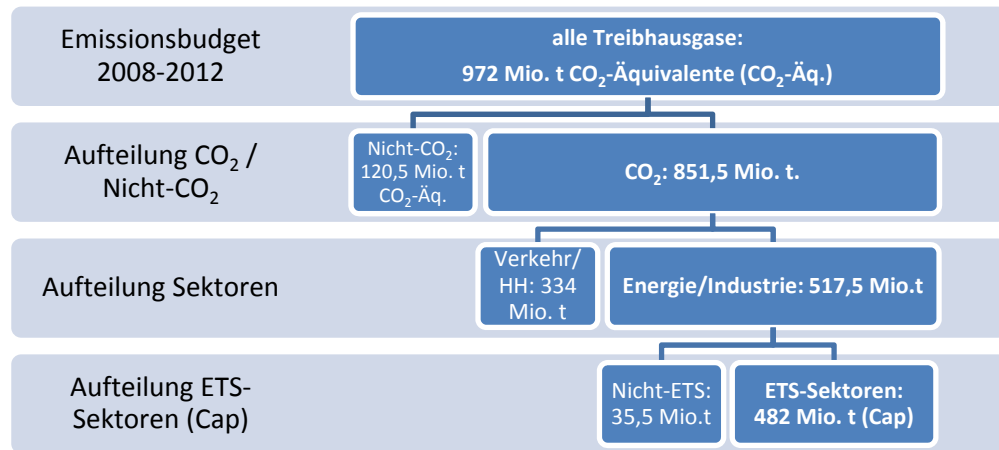 Emissionsbudget
2008-2012
alle Treibhausgase:
972 Mio. t CO₂-Äquivalente (CO₂-Äq.)
Aufteilung CO₂ /
Nicht-CO₂
Nicht-CO₂:
120,5 Mio. t
CO₂-Äq.
CO₂: 851,5 Mio. t.
Aufteilung Sektoren
Verkehr/
HH: 334
Mio. t
Energie/Industrie: 517,5 Mio.t
Aufteilung ETS-
Sektoren (Cap)
Nicht-ETS:
35,5 Mio.t
ETS-Sektoren:
482 Mio. t (Cap)